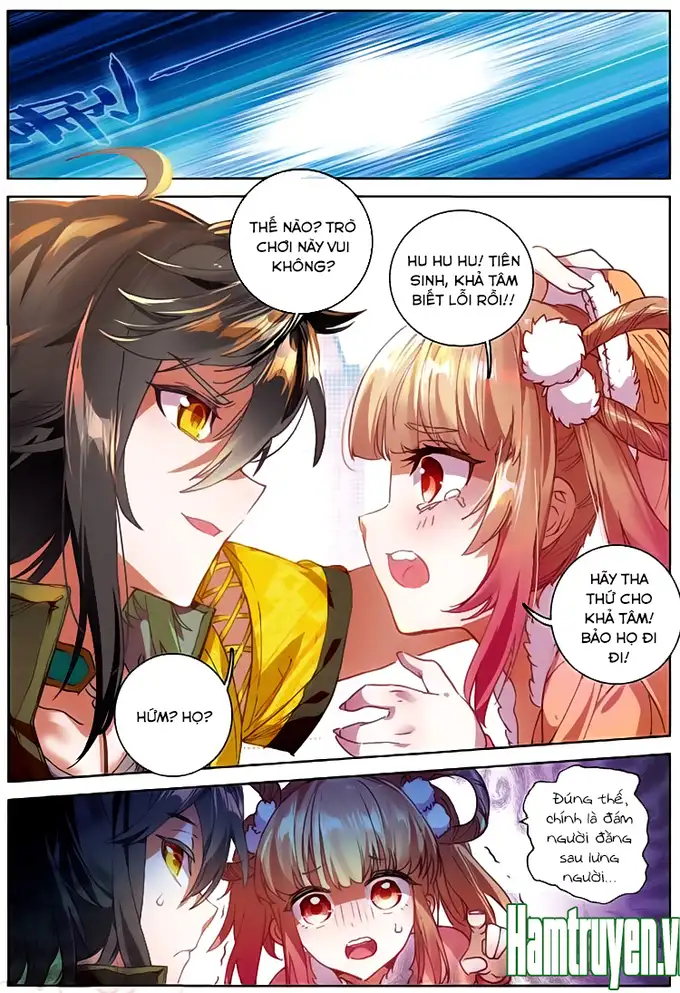 THẾ NÀO? TRÒ
CHƠI NÀY VUI
KHÔNG?
HU HU HU! TIÊN
SINH, KHẢ TÂM
BIẾT LỖI RỒI!!
HÃY THA
THỨ CHO
KHẢ TÂM!
BẢO HỌ ĐI
ĐI!
HỨM? HỌ?
Đúng thế,
chính là đấm
người đằng
sau lưng
người...
Hamtruyen.v